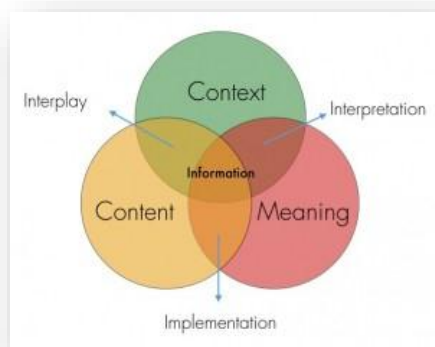 Context
Interplay
Interpretation
Information
Content
Meaning
Implementation